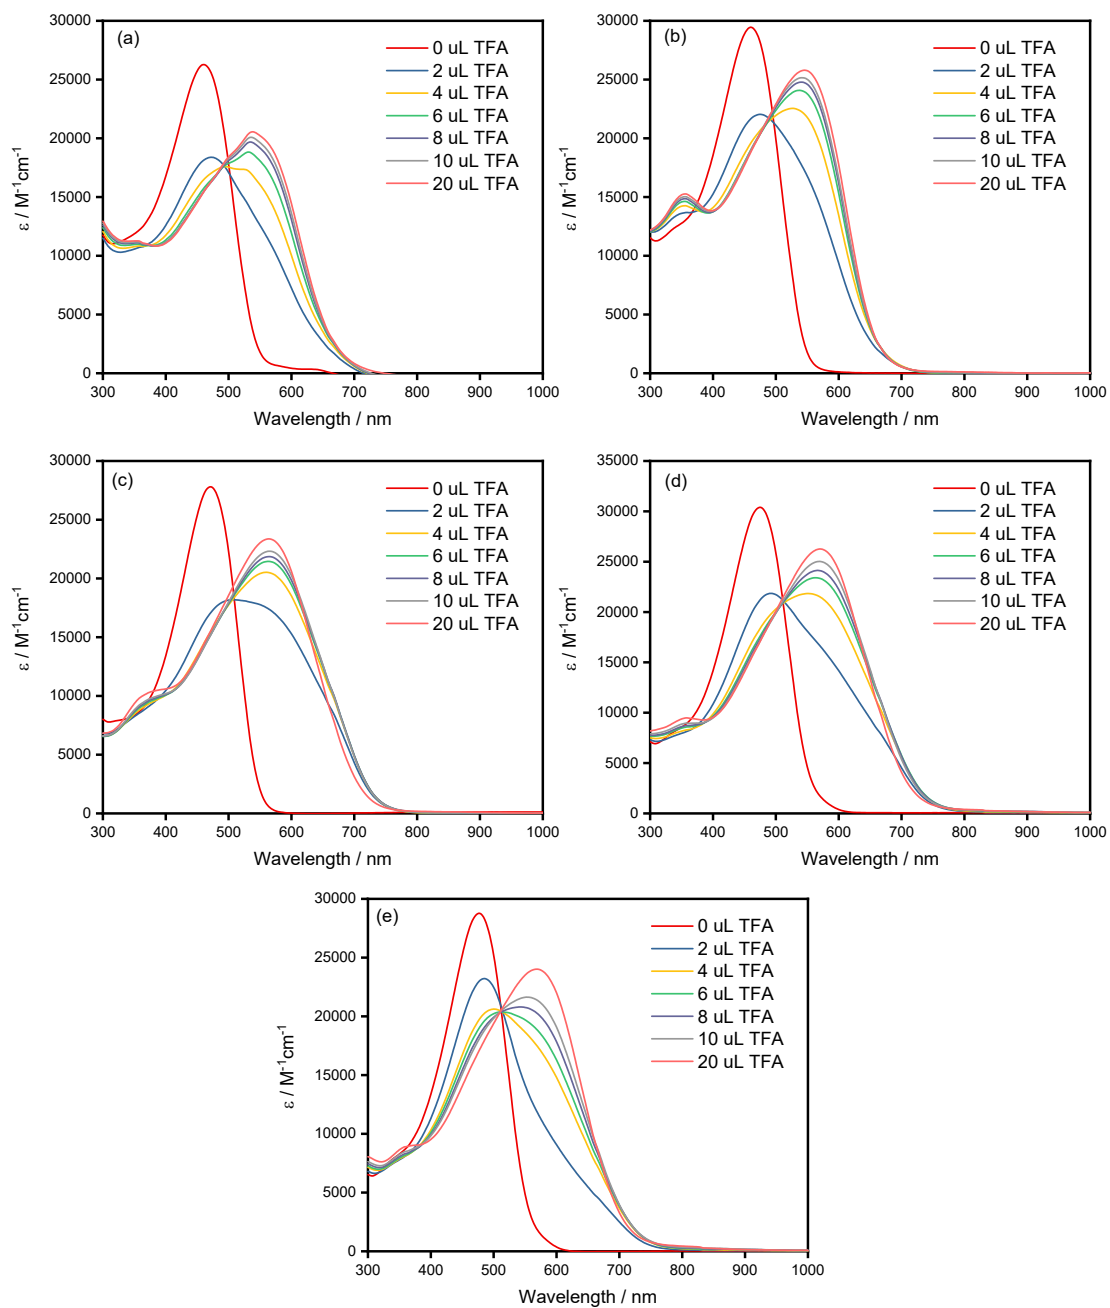 (a)
0 uL TFA
2 uL TFA
4 uL TFA
6 uL TFA
8 uL TFA
10 uL TFA
20 uL TFA
30000
25000
20000
15000
10000
5000
0
ε / M-1cm-1
300 400 500 600 700 800 900 1000
Wavelength / nm
(b)
0 uL TFA
2 uL TFA
4 uL TFA
6 uL TFA
8 uL TFA
10 uL TFA
20 uL TFA
30000
25000
20000
15000
10000
5000
0
ε / M-1cm-1
300 400 500 600 700 800 900 1000
Wavelength / nm
(c)
0 uL TFA
2 uL TFA
4 uL TFA
6 uL TFA
8 uL TFA
10 uL TFA
20 uL TFA
30000
25000
20000
15000
10000
5000
0
ε / M-1cm-1
300 400 500 600 700 800 900 1000
Wavelength / nm
(d)
0 uL TFA
2 uL TFA
4 uL TFA
6 uL TFA
8 uL TFA
10 uL TFA
20 uL TFA
35000
30000
25000
20000
15000
10000
5000
0
ε / M-1cm-1
300 400 500 600 700 800 900 1000
Wavelength / nm
(e)
0 uL TFA
2 uL TFA
4 uL TFA
6 uL TFA
8 uL TFA
10 uL TFA
20 uL TFA
30000
25000
20000
15000
10000
5000
0
ε / M-1cm-1
300 400 500 600 700 800 900 1000
Wavelength / nm